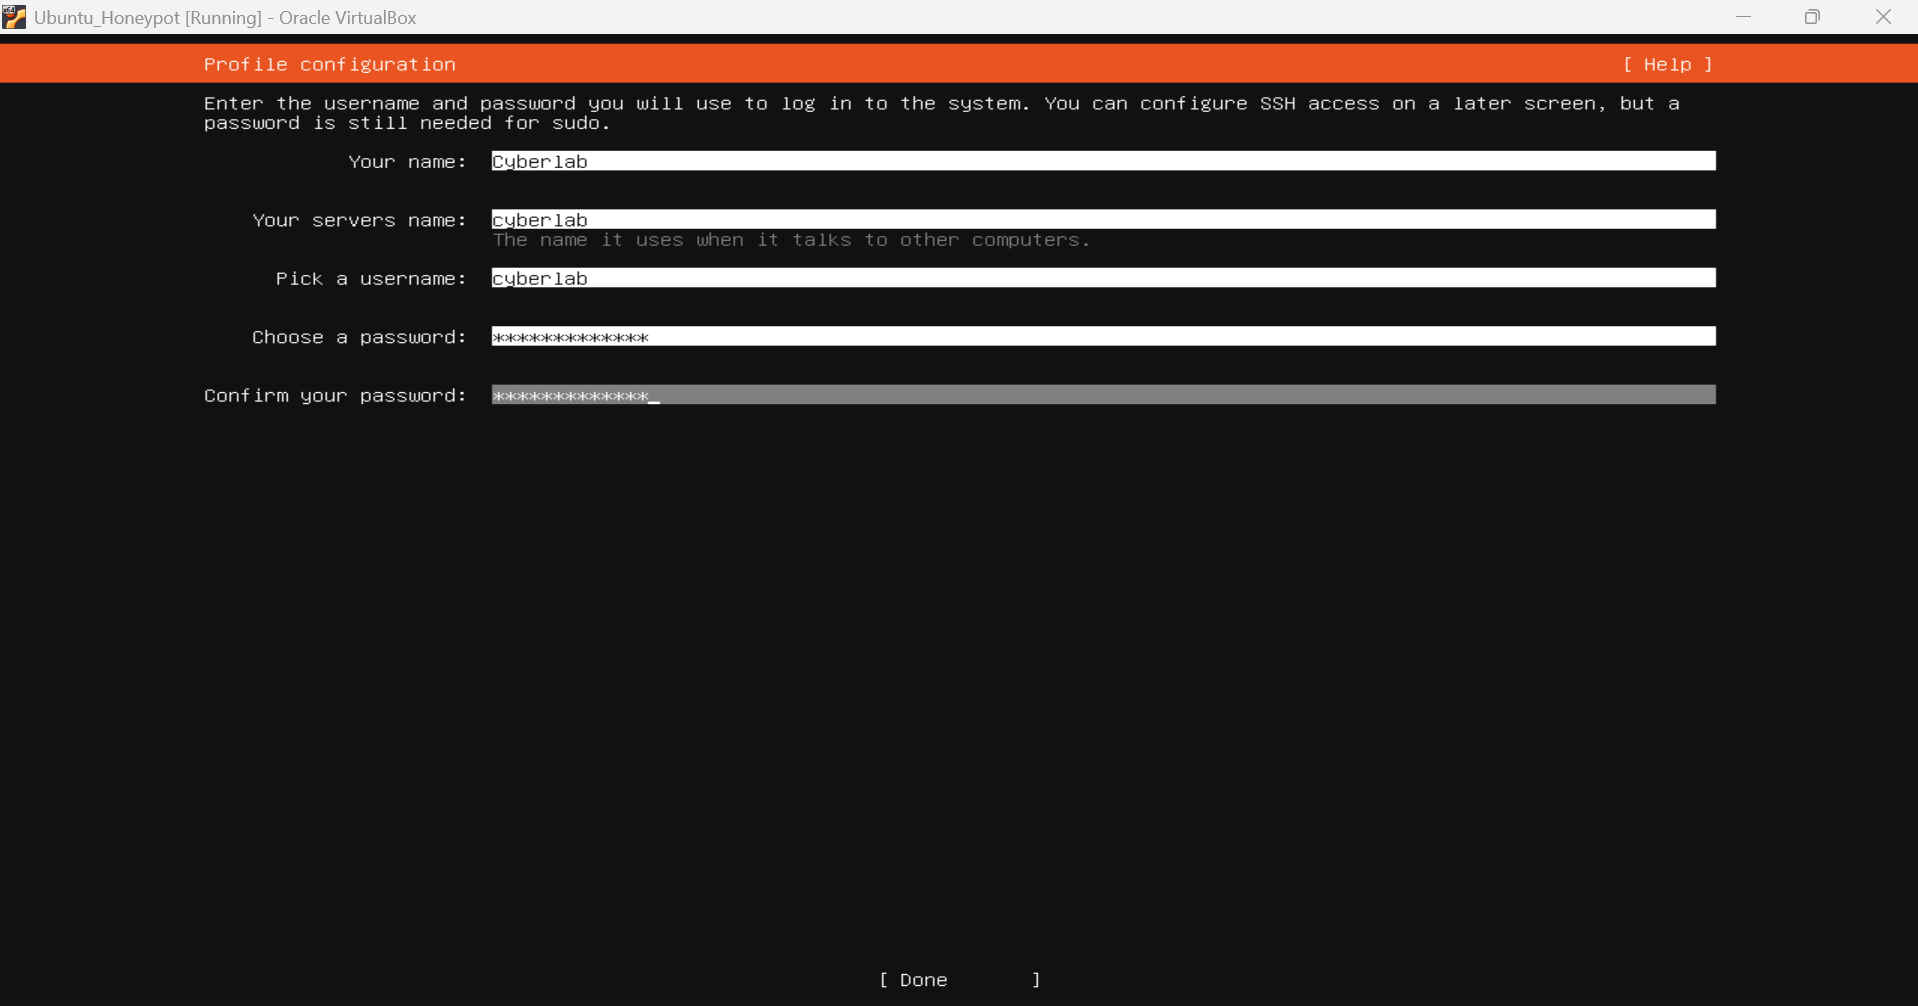 Ubuntu_Honeypot [Running] - Oracle VirtualBox
Profile configuration [ Help ]
Enter the username and password you will use to log in to the system. You can configure SSH access on a later screen, but a
password is still needed for sudo.
Your name: Cyberlab
Your servers name: cyberlab
The name it uses when it talks to other computers.
Pick a username: cyberlab
Choose a password: *************
Confirm your password: *************_
[ Done ]